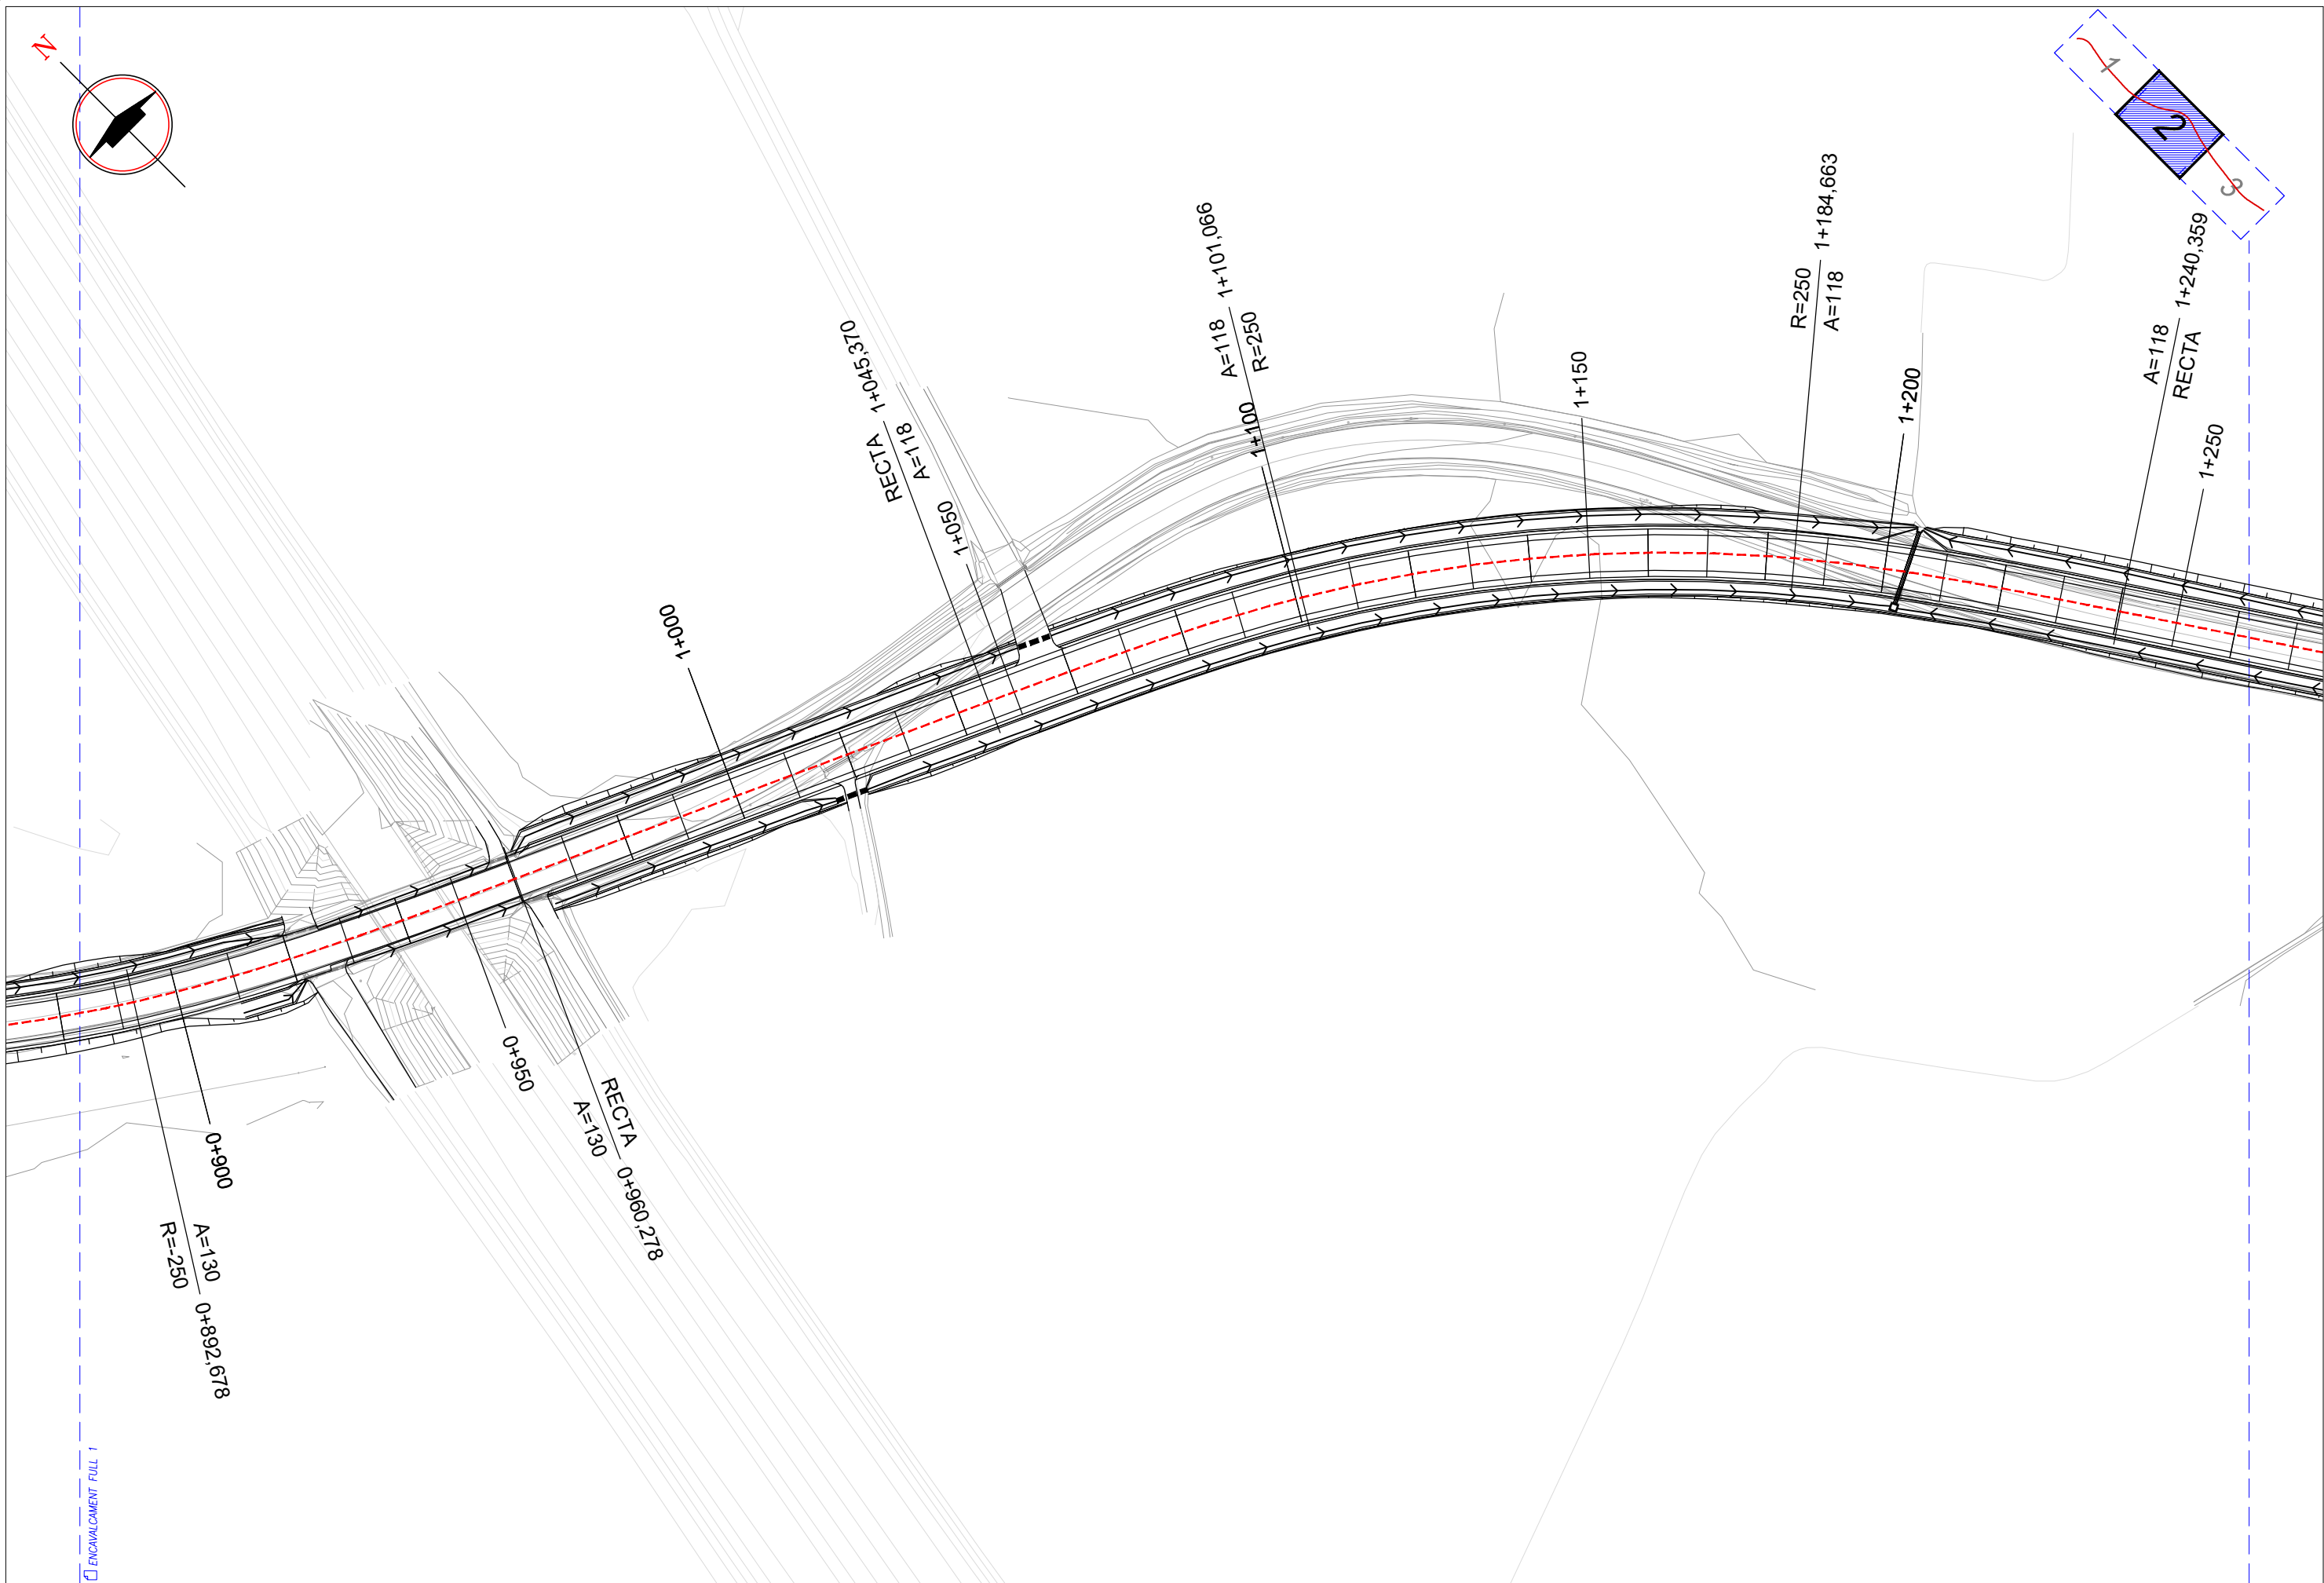 N
1
2
3
RECTA 1+045,370
A=118
1+050
A=118 1+101,066
R=250
1+100
1+150
R=250 1+184,663
A=118
1+200
A=118 1+240,359
RECTA
1+250
1+000
0+950
RECTA
A=130 0+960,278
0+900
A=130
R=-250 0+892,678
ENCAVALCAMENT FULL 1